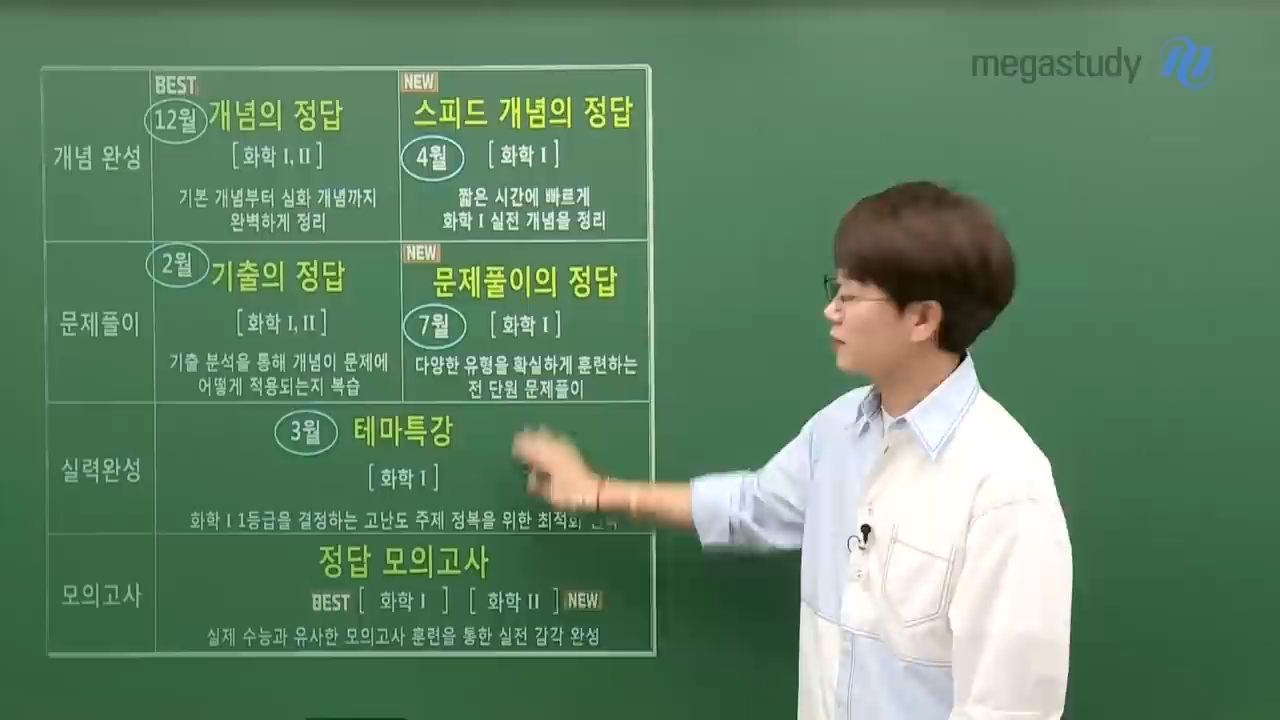 megastudy
BEST
12월 개념의 정답
[화학 I, II]
기본 개념부터 심화 개념까지
완벽하게 정리
NEW
스피드 개념의 정답
4월 [화학 I]
짧은 시간에 빠르게
화학 I 실전 개념을 정리
개념 완성
2월 기출의 정답
[화학 I, II]
기출 분석을 통해 개념이 문제에
어떻게 적용되는지 복습
NEW
문제풀이의 정답
7월 [화학 I]
다양한 유형을 확실하게 훈련하는
전 단원 문제풀이
문제풀이
3월 테마특강
[화학 I]
실력완성
화학 I 1등급을 결정하는 고난도 주제 정복을 위한
정답 모의고사
모의고사
BEST [화학 I] [화학 II] NEW
실제 수능과 유사한 모의고사 훈련을 통한 실전 감각 완성